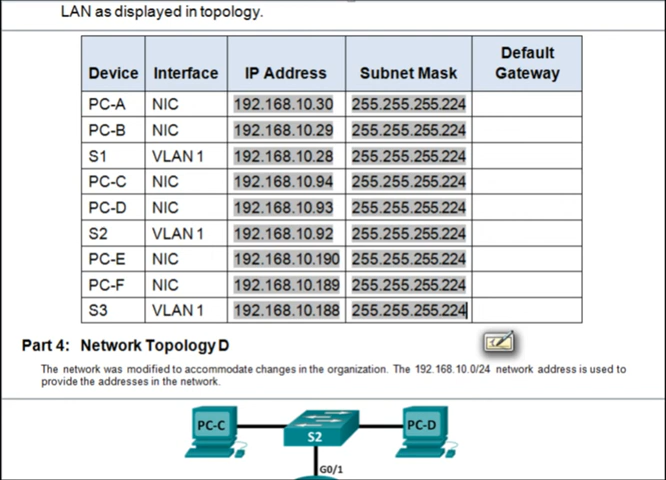 LAN as displayed in topology.
Device Interface IP Address Subnet Mask Default Gateway
PC-A NIC 192.168.10.30 255.255.255.224
PC-B NIC 192.168.10.29 255.255.255.224
S1 VLAN 1 192.168.10.28 255.255.255.224
PC-C NIC 192.168.10.94 255.255.255.224
PC-D NIC 192.168.10.93 255.255.255.224
S2 VLAN 1 192.168.10.92 255.255.255.224
PC-E NIC 192.168.10.190 255.255.255.224
PC-F NIC 192.168.10.189 255.255.255.224
S3 VLAN 1 192.168.10.188 255.255.255.224
Part 4: Network Topology D
The network was modified to accommodate changes in the organization. The 192.168.10.0/24 network address is used to
provide the addresses in the network.
PC-C S2 PC-D
G0/1